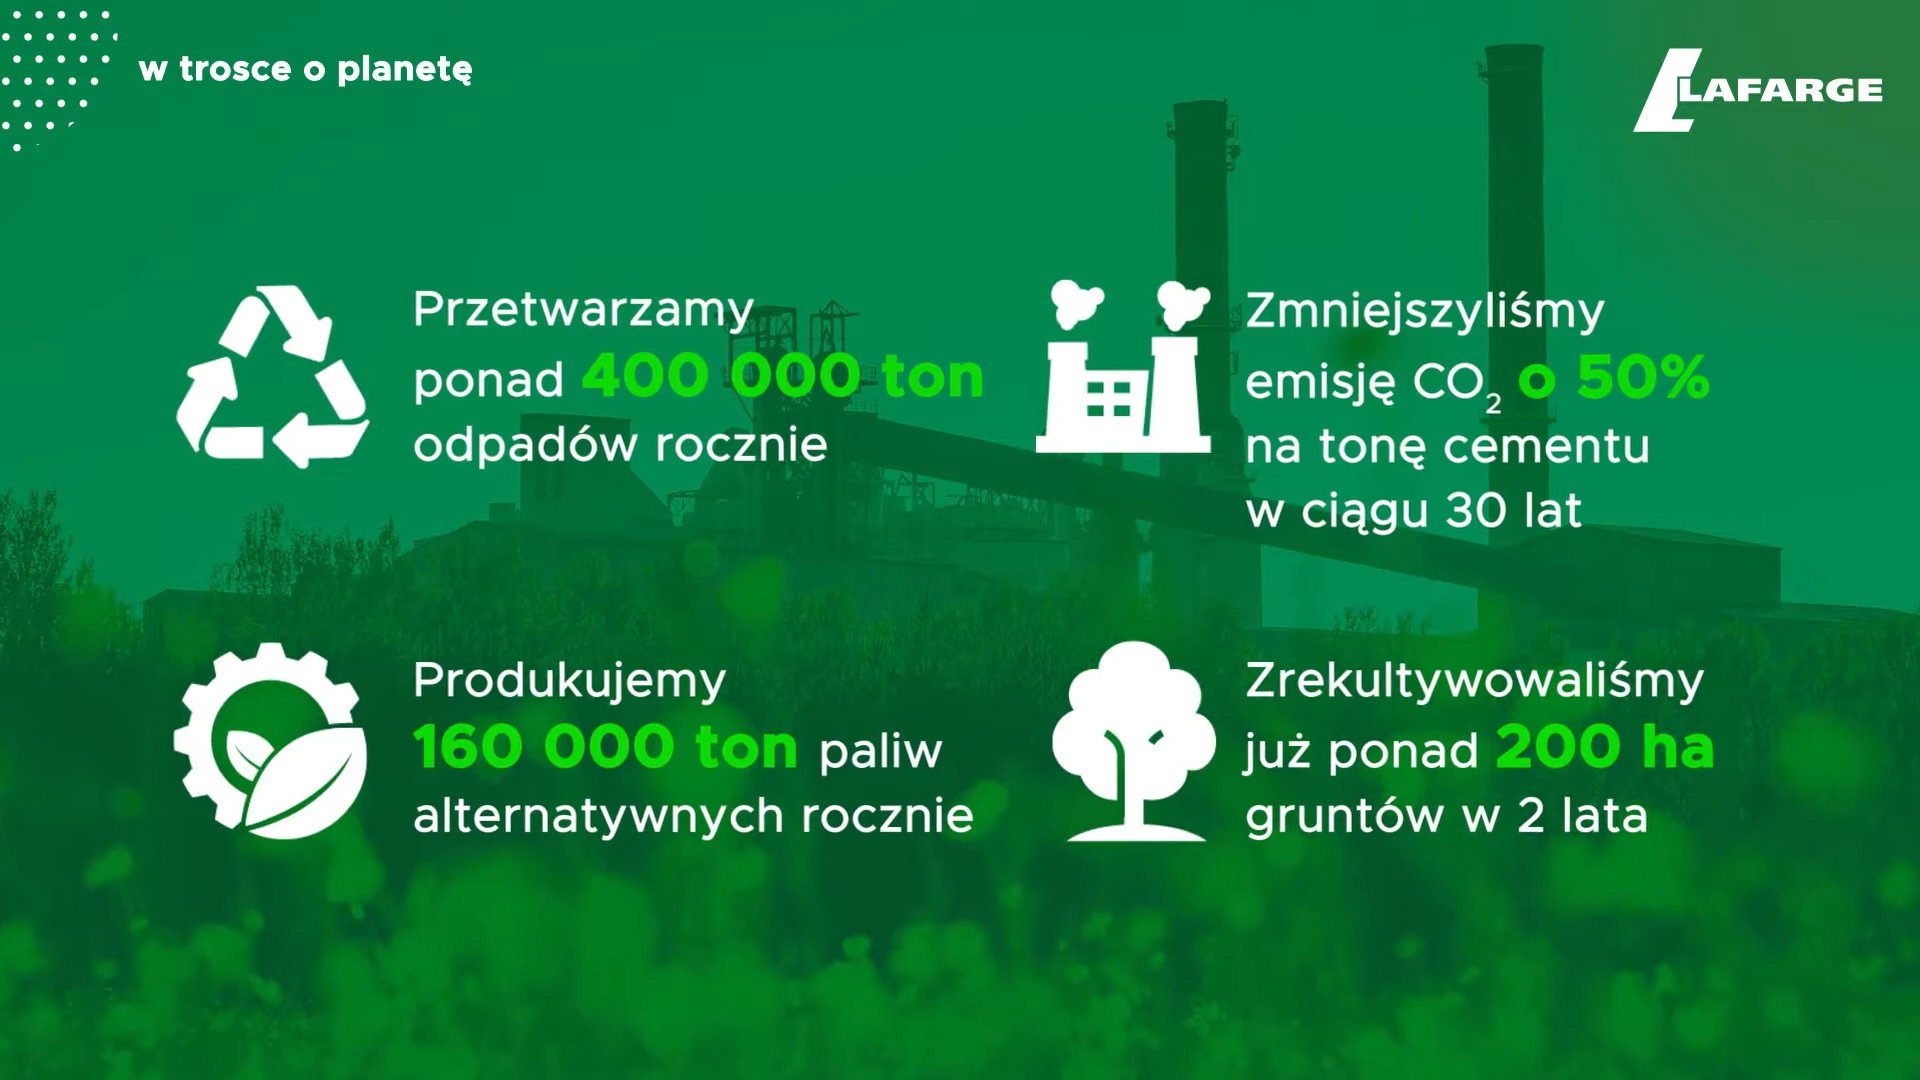 w trosce o planetę
LAFARGE
Przetwarzamy
ponad 400 000 ton
odpadów rocznie
Zmniejszyliśmy
emisję CO₂ o 50%
na tonę cementu
w ciągu 30 lat
Produkujemy
160 000 ton paliw
alternatywnych rocznie
Zrekultywowaliśmy
już ponad 200 ha
gruntów w 2 lata